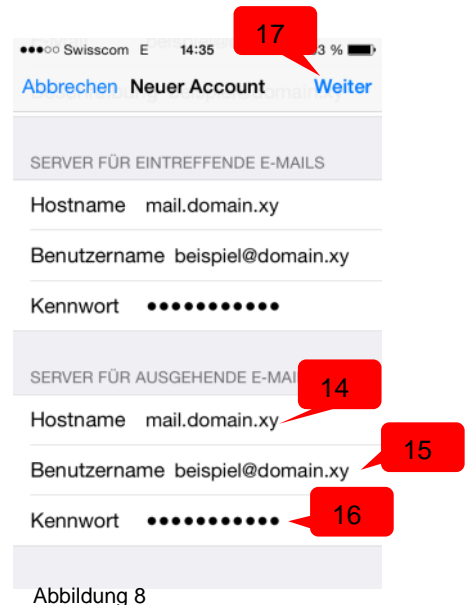 17
Swisscom E 14:35 3 %
Abbrechen Neuer Account Weiter
SERVER FÜR EINTREFFENDE E-MAILS
Hostname mail.domain.xy
Benutzername beispiel@domain.xy
Kennwort ●●●●●●●●●●●
SERVER FÜR AUSGEHENDE E-MAI
14
Hostname mail.domain.xy
15
Benutzername beispiel@domain.xy
Kennwort ●●●●●●●●●●●
16
Abbildung 8